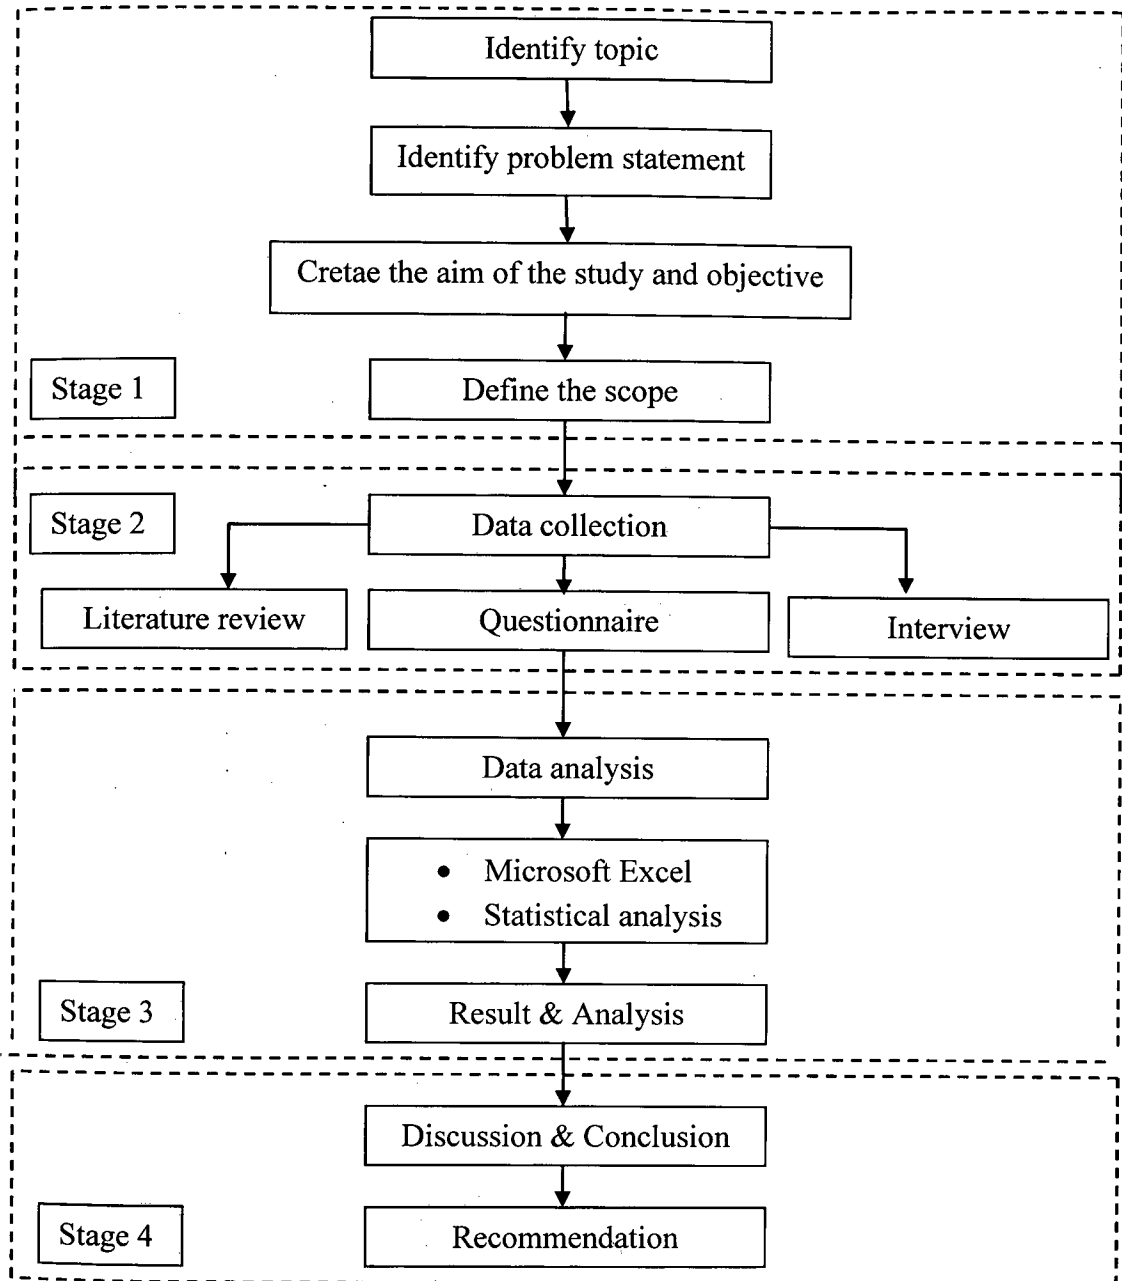 Identify topic
Identify problem statement
Cretae the aim of the study and objective
Stage 1
Define the scope
Stage 2
Data collection
Literature review
Questionnaire
Interview
Data analysis
• Microsoft Excel
• Statistical analysis
Stage 3
Result & Analysis
Discussion & Conclusion
Stage 4
Recommendation